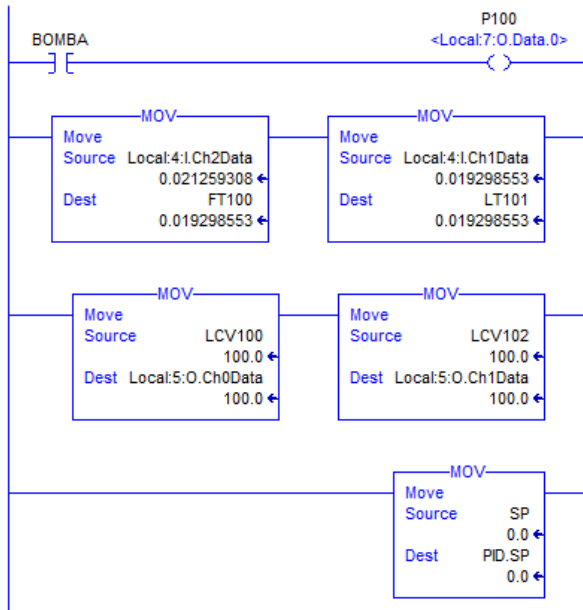 P100
BOMBA <Local:7:O.Data.0>
MOV MOV
Move Move
Source Local:4:I.Ch2Data Source Local:4:I.Ch1Data
0.021259308 0.019298553
Dest FT100 Dest LT101
0.019298553 0.019298553
MOV MOV
Move Move
Source LCV100 Source LCV102
100.0 100.0
Dest Local:5:O.Ch0Data Dest Local:5:O.Ch1Data
100.0 100.0
MOV
Move
Source SP
0.0
Dest PID.SP
0.0